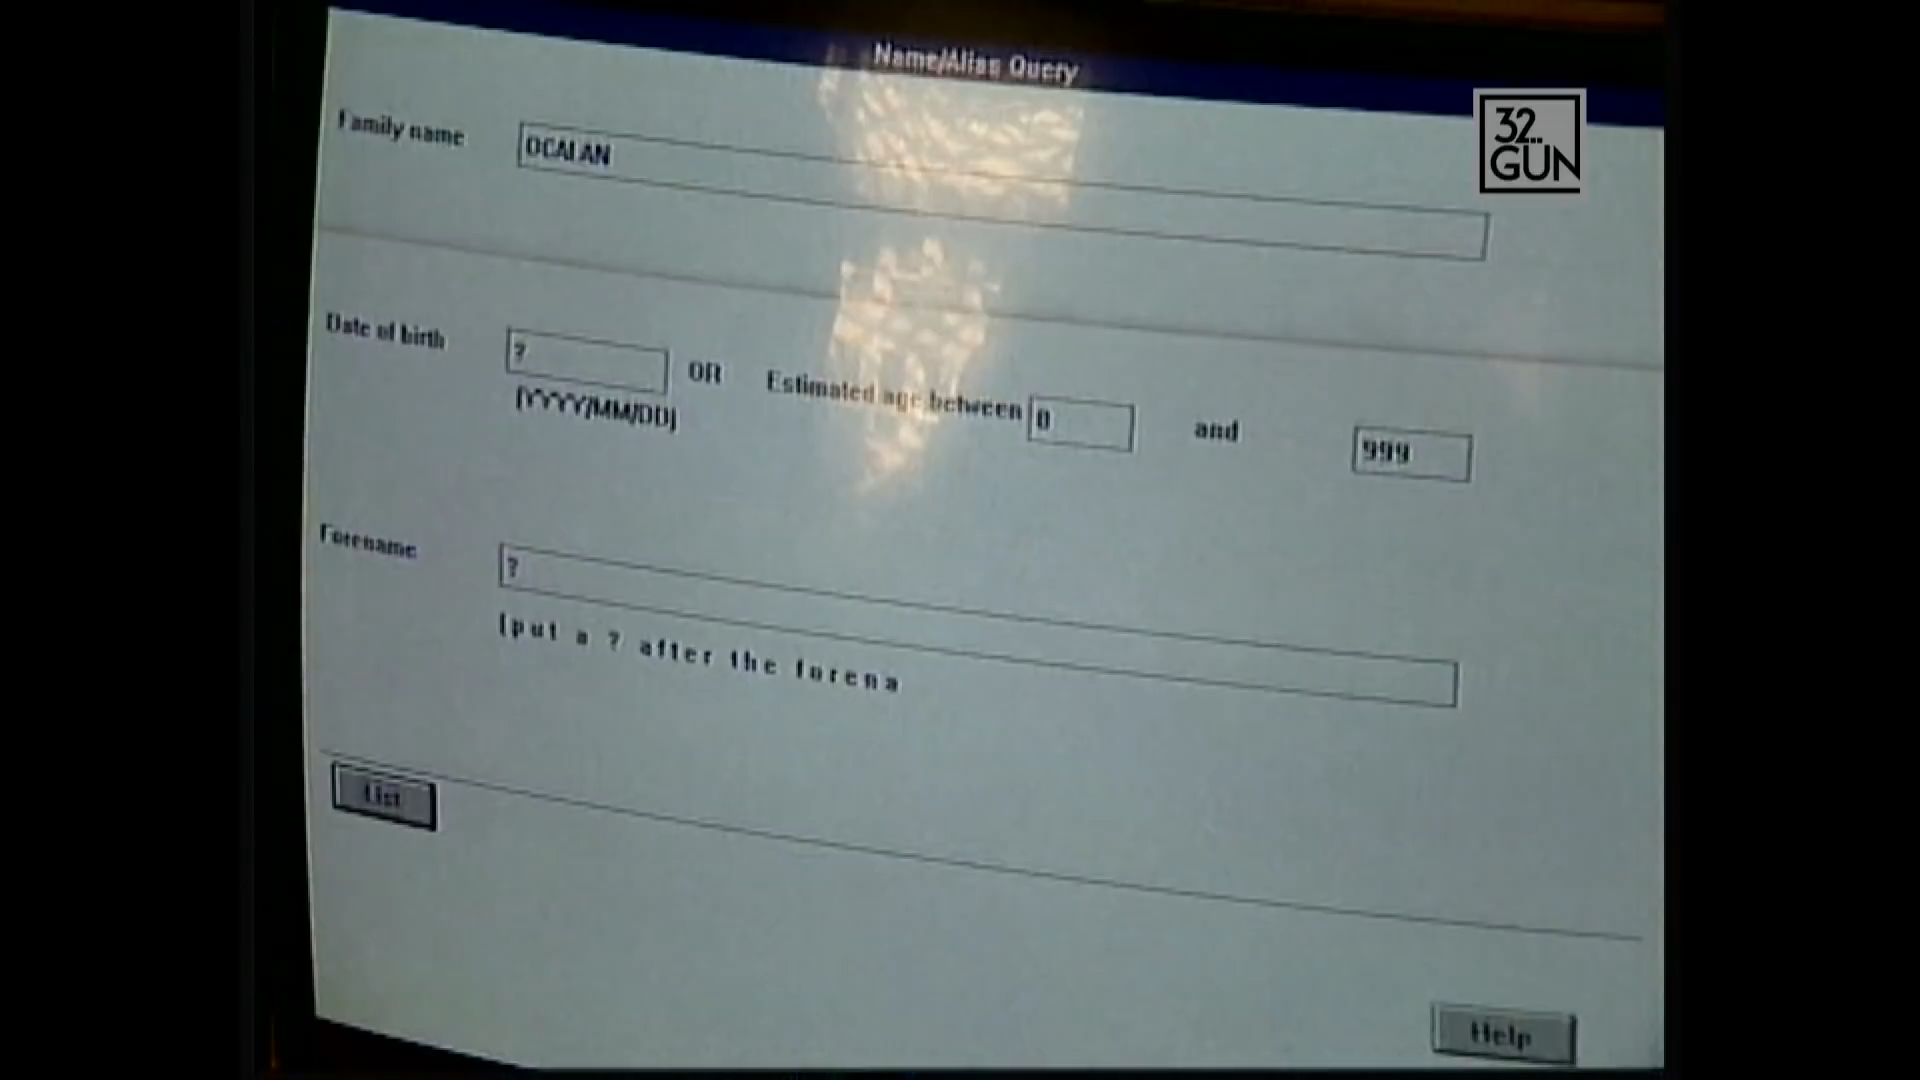 Name/Alias Query
32.
GÜN
Family name OCALAN
Date of birth ? OR Estimated age between 0 and 999
(YYYY/MM/DD)
Forename ?
(put a ? after the forena
List
Help